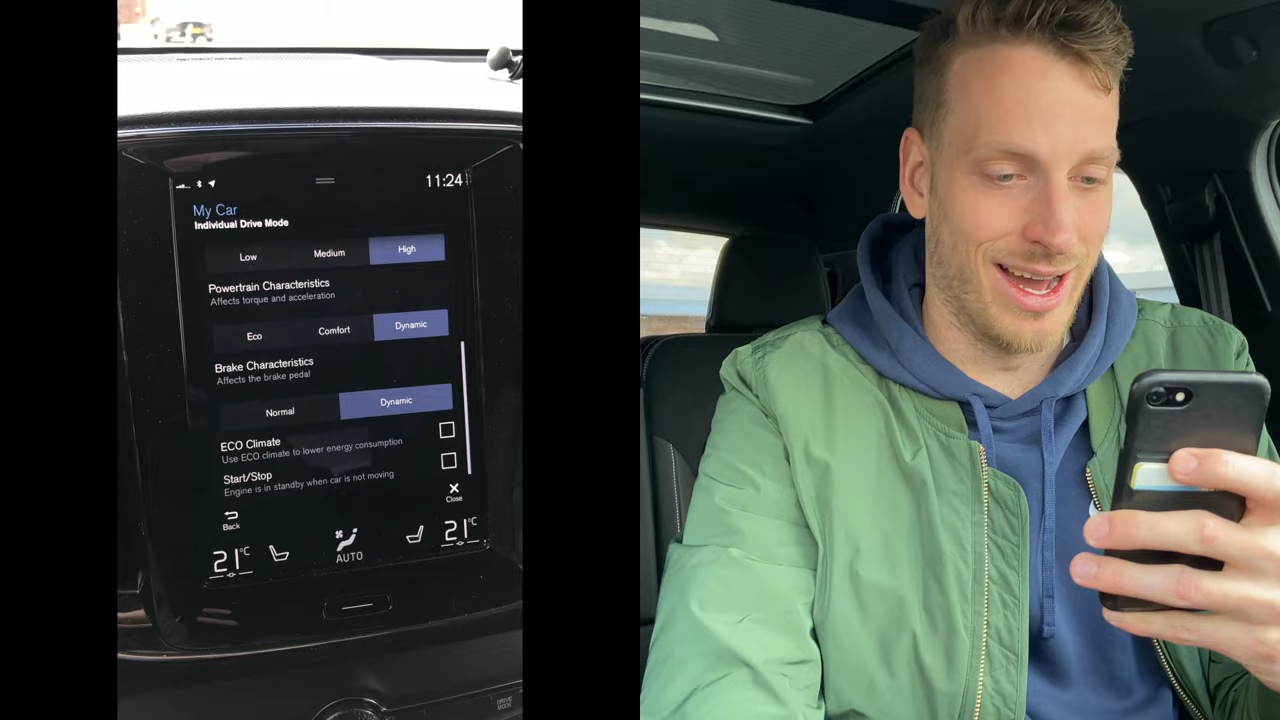 11:24
My Car
Individual Drive Mode
Low Medium High
Powertrain Characteristics
Affects torque and acceleration
Eco Comfort Dynamic
Brake Characteristics
Affects the brake pedal
Normal Dynamic
ECO Climate
Use ECO climate to lower energy consumption
Start/Stop
Engine is in standby when car is not moving
Back Close
21°C AUTO 21°C
DRIVE
MODE